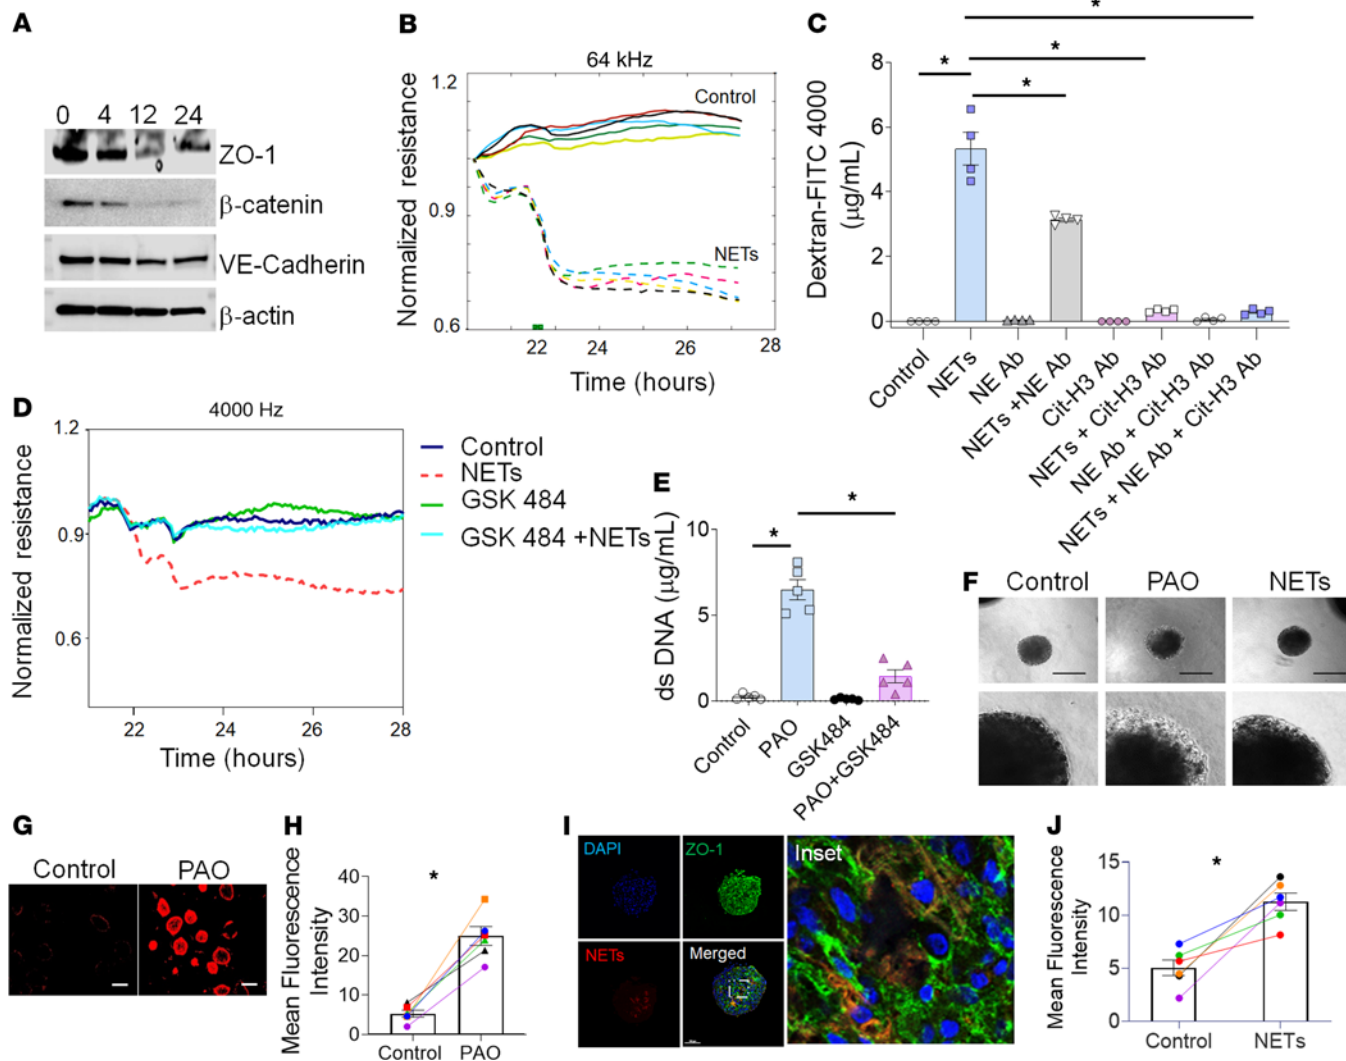 A
0 4 12 24
ZO-1
β-catenin
VE-Cadherin
β-actin
B
64 kHz
Normalized resistance
1.2
0.9
0.6
Control
NETs
22 24 26 28
Time (hours)
C
Dextran-FITC 4000
(μg/mL)
8
6
4
2
0
* * * *
Control
NETs
NE Ab
NETs +NE Ab
Cit-H3 Ab
NETs + Cit-H3 Ab
NE Ab + Cit-H3 Ab
NETs + NE Ab + Cit-H3 Ab
D
4000 Hz
Normalized resistance
1.2
0.9
0.6
22 24 26 28
Time (hours)
Control
NETs
GSK 484
GSK 484 +NETs
E
ds DNA (μg/mL)
10
5
0
* *
Control
PAO
GSK484
PAO+GSK484
F
Control PAO NETs
G
Control PAO
H
Mean Fluorescence
Intensity
40
30
20
10
0
*
Control PAO
I
DAPI
ZO-1
NETs
Merged
Inset
J
Mean Fluorescence
Intensity
15
10
5
0
*
Control NETs